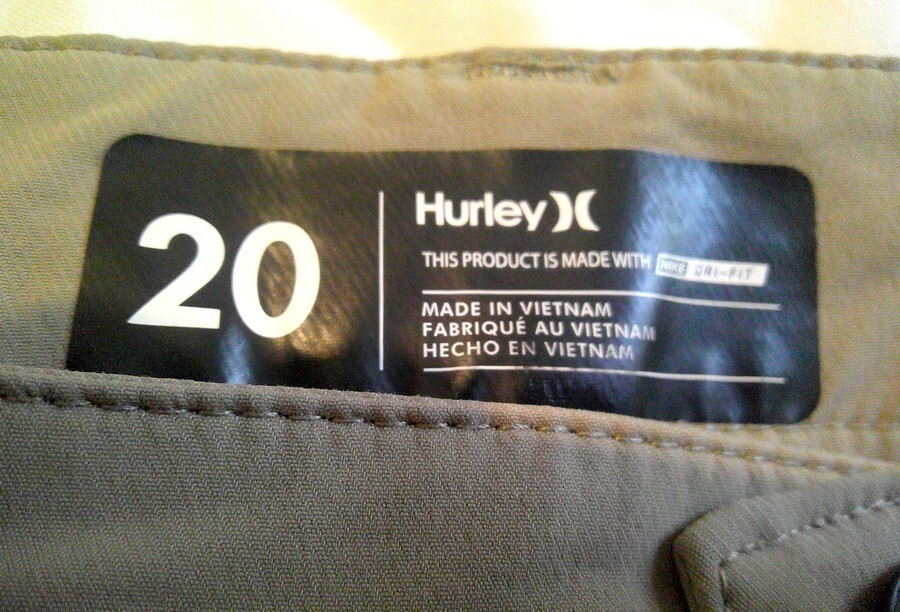 20
Hurley
THIS PRODUCT IS MADE WITH NIKE DRI-FIT
MADE IN VIETNAM
FABRIQUÉ AU VIETNAM
HECHO EN VIETNAM